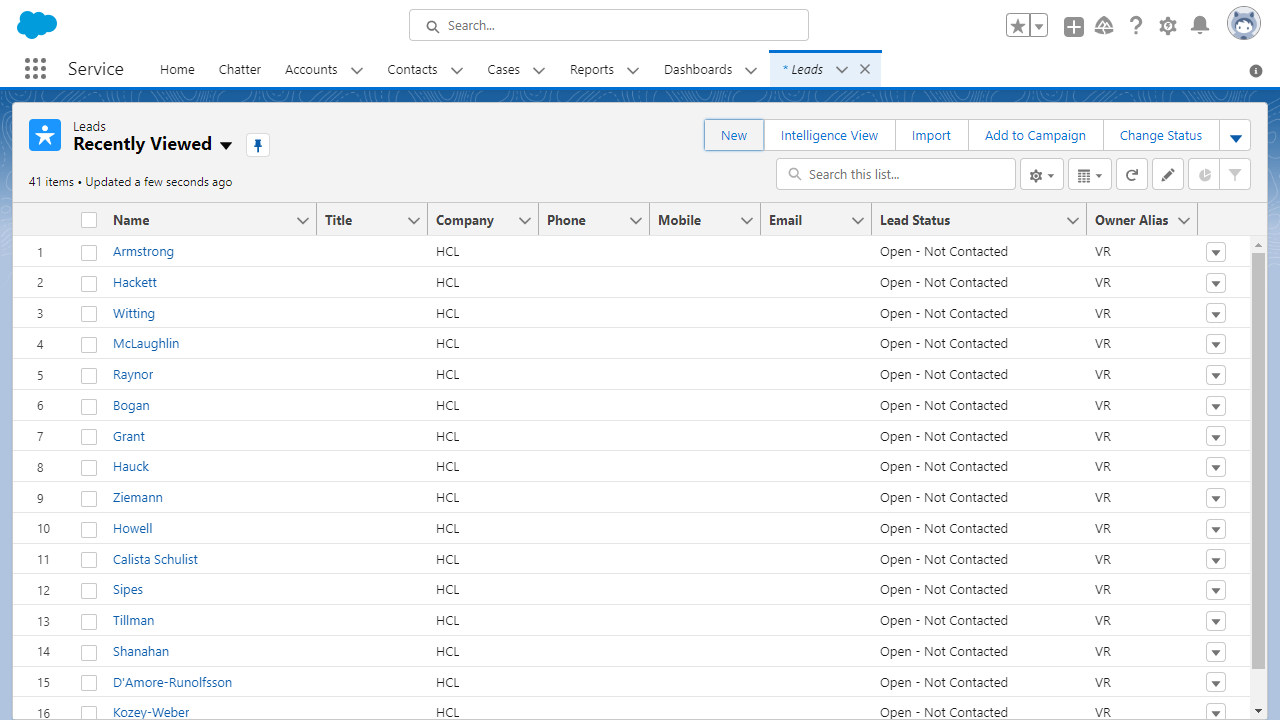 Search...
Service Home Chatter Accounts Contacts Cases Reports Dashboards * Leads
Leads
Recently Viewed
New Intelligence View Import Add to Campaign Change Status
41 items • Updated a few seconds ago
Search this list...
Name Title Company Phone Mobile Email Lead Status Owner Alias
1 Armstrong HCL Open - Not Contacted VR
2 Hackett HCL Open - Not Contacted VR
3 Witting HCL Open - Not Contacted VR
4 McLaughlin HCL Open - Not Contacted VR
5 Raynor HCL Open - Not Contacted VR
6 Bogan HCL Open - Not Contacted VR
7 Grant HCL Open - Not Contacted VR
8 Hauck HCL Open - Not Contacted VR
9 Ziemann HCL Open - Not Contacted VR
10 Howell HCL Open - Not Contacted VR
11 Calista Schulist HCL Open - Not Contacted VR
12 Sipes HCL Open - Not Contacted VR
13 Tillman HCL Open - Not Contacted VR
14 Shanahan HCL Open - Not Contacted VR
15 D'Amore-Runolfsson HCL Open - Not Contacted VR
16 Kozey-Weber HCL Open - Not Contacted VR